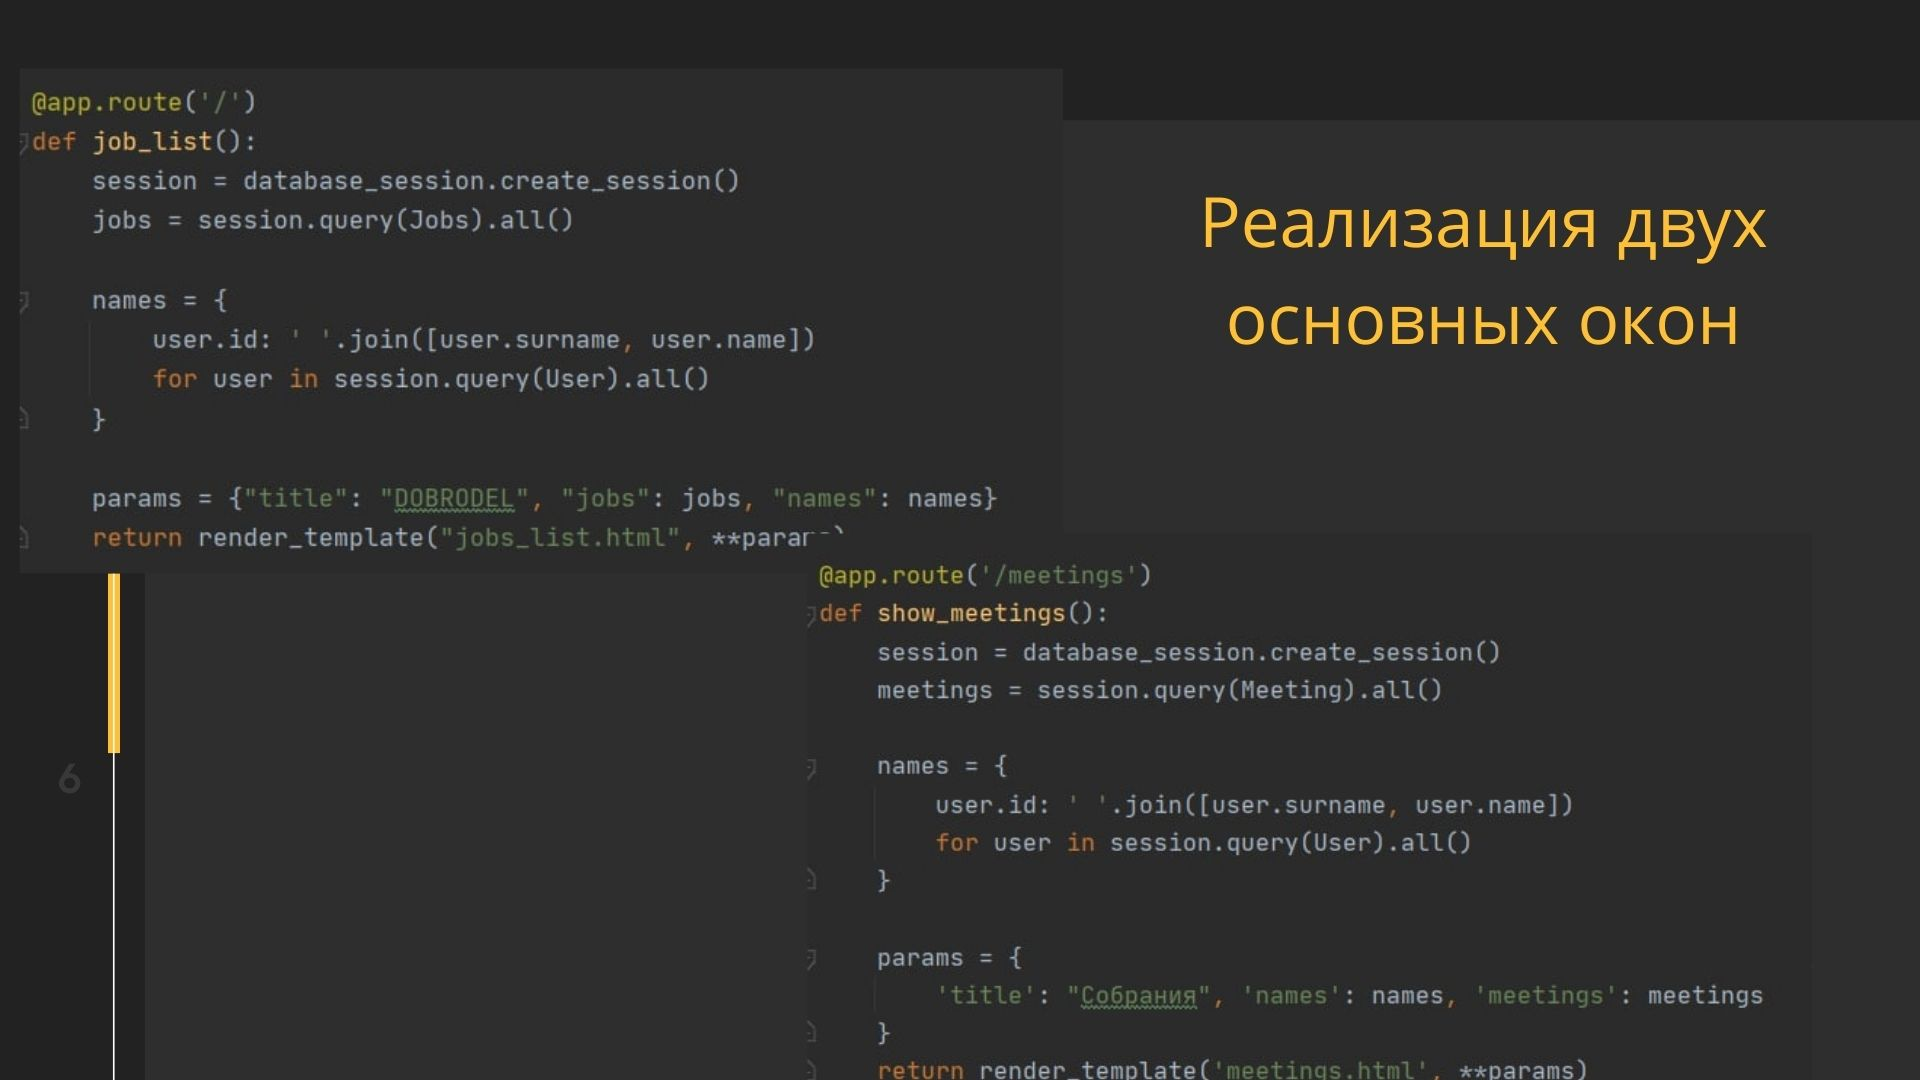 @app.route('/')
def job_list():
    session = database_session.create_session()
    jobs = session.query(Jobs).all()
    names = {
        user.id: ' '.join([user.surname, user.name])
        for user in session.query(User).all()
    }
    params = {"title": "DOBRODEL", "jobs": jobs, "names": names}
    return render_template("jobs_list.html",
Реализация двух
основных окон
@app.route('/meetings')
def show_meetings():
    session = database_session.create_session()
    meetings = session.query(Meeting).all()
    names = {
        user.id: ' '.join([user.surname, user.name])
        for user in session.query(User).all()
    }
    params = {
        'title': "Собрания", 'names': names, 'meetings': meetings
    }
    return render_template('meetings.html', **params)
6